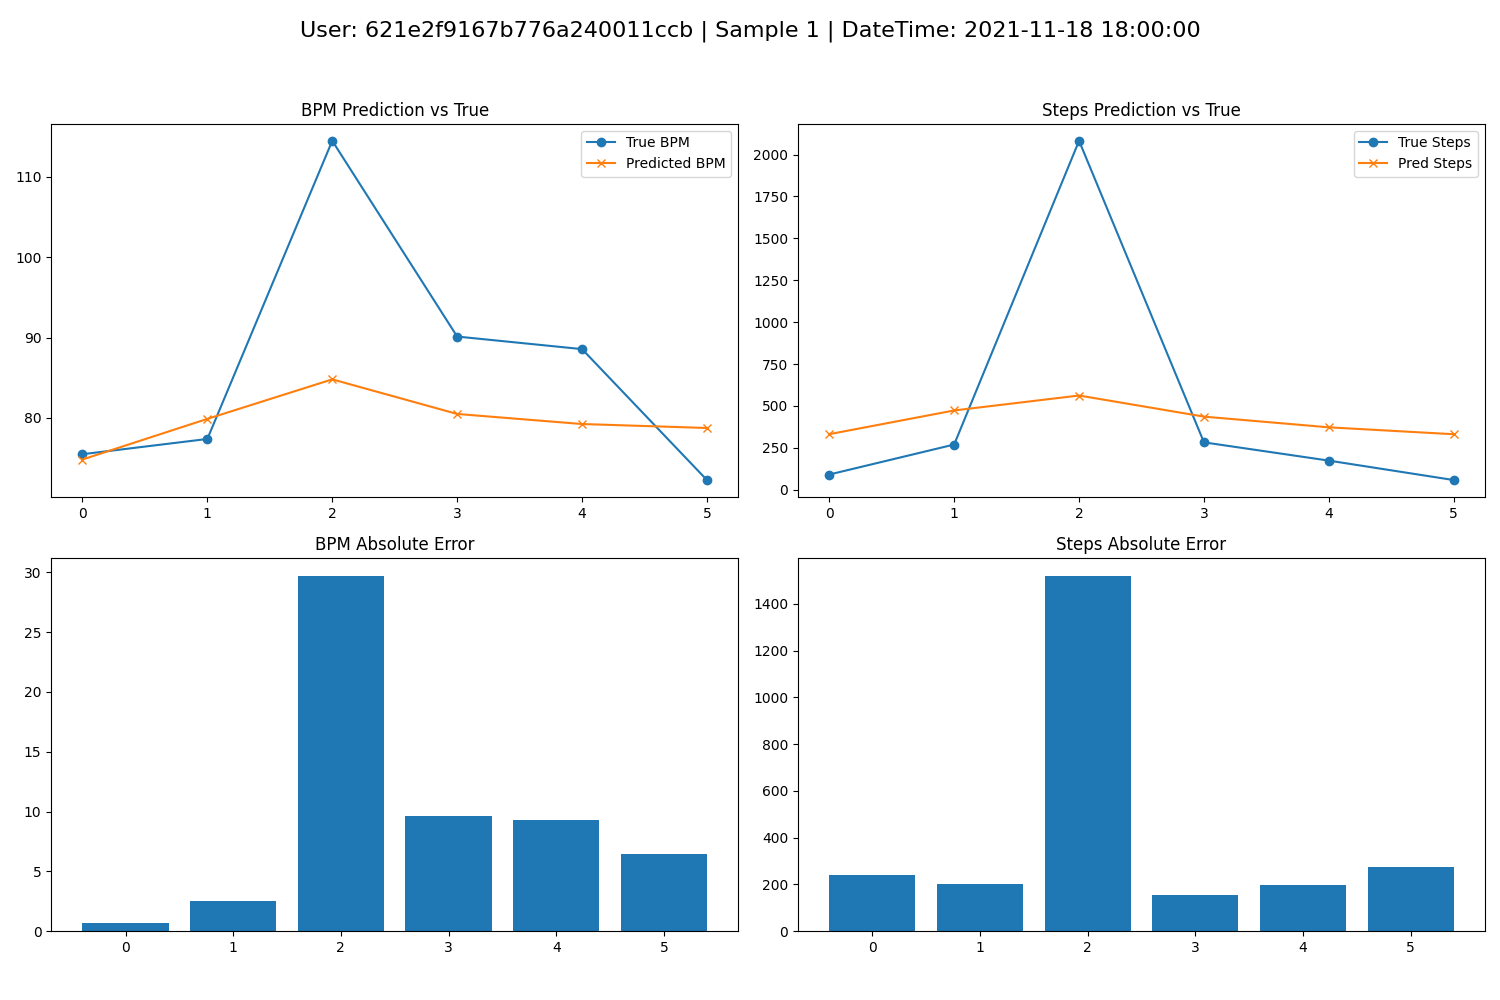 User: 621e2f9167b776a240011ccb | Sample 1 | DateTime: 2021-11-18 18:00:00
BPM Prediction vs True
True BPM
Predicted BPM
110
100
90
80
0 1 2 3 4 5
Steps Prediction vs True
True Steps
Pred Steps
2000
1750
1500
1250
1000
750
500
250
0
0 1 2 3 4 5
BPM Absolute Error
30
25
20
15
10
5
0
0 1 2 3 4 5
Steps Absolute Error
1400
1200
1000
800
600
400
200
0
0 1 2 3 4 5